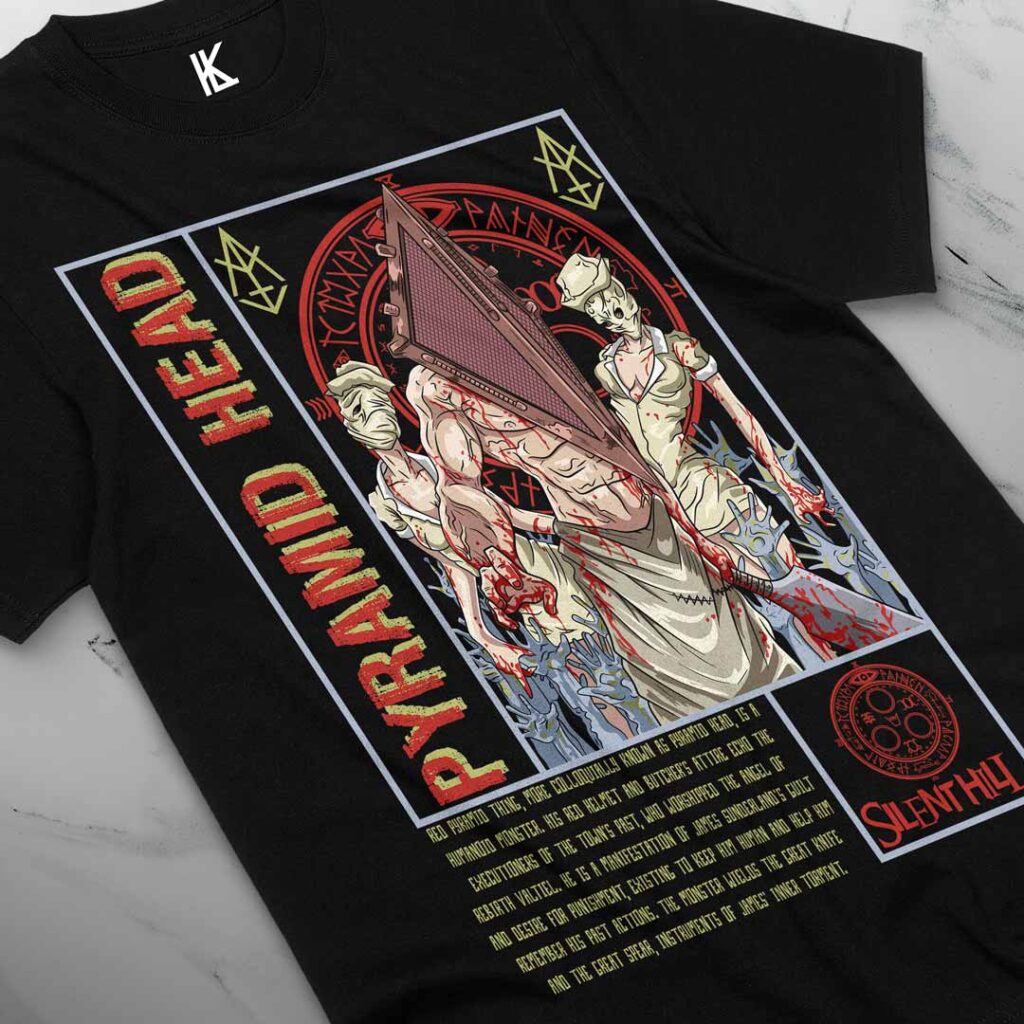 PYRAMID HEAD
RED PYRAMID THING, MORE COLLOQUIALLY KNOWN AS PYRAMID HEAD, IS A
HUMANOID MONSTER. HIS RED HELMET AND BUTCHER'S ATTIRE ECHO THE
EXECUTIONERS OF THE TOWN'S PAST, WHO WORSHIPED THE ANGEL OF
REBIRTH VALTIEL. HE IS A MANIFESTATION OF JAMES SUNDERLAND'S GUILT
AND DESIRE FOR PUNISHMENT, EXISTING TO KEEP HIM HUMAN AND HELP HIM
REMEMBER HIS PAST ACTIONS. THE MONSTER WIELDS THE GREAT KNIFE
AND THE GREAT SPEAR, INSTRUMENTS OF JAMES' INNER TORMENT.
SILENT HILL